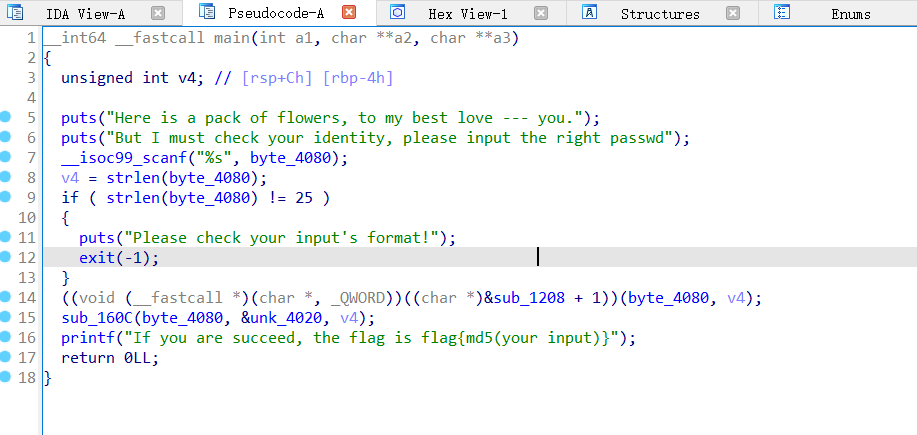 IDA View-A Pseudocode-A Hex View-1 Structures Enums
1 __int64 __fastcall main(int a1, char **a2, char **a3)
2 {
3   unsigned int v4; // [rsp+Ch] [rbp-4h]
4
5   puts("Here is a pack of flowers, to my best love --- you.");
6   puts("But I must check your identity, please input the right passwd");
7   __isoc99_scanf("%s", byte_4080);
8   v4 = strlen(byte_4080);
9   if ( strlen(byte_4080) != 25 )
10   {
11     puts("Please check your input's format!");
12     exit(-1);
13   }
14   ((void (__fastcall *)(char *, _QWORD))((char *)&sub_1208 + 1))(byte_4080, v4);
15   sub_160C(byte_4080, &unk_4020, v4);
16   printf("If you are succeed, the flag is flag{md5(your input)}");
17   return 0LL;
18 }